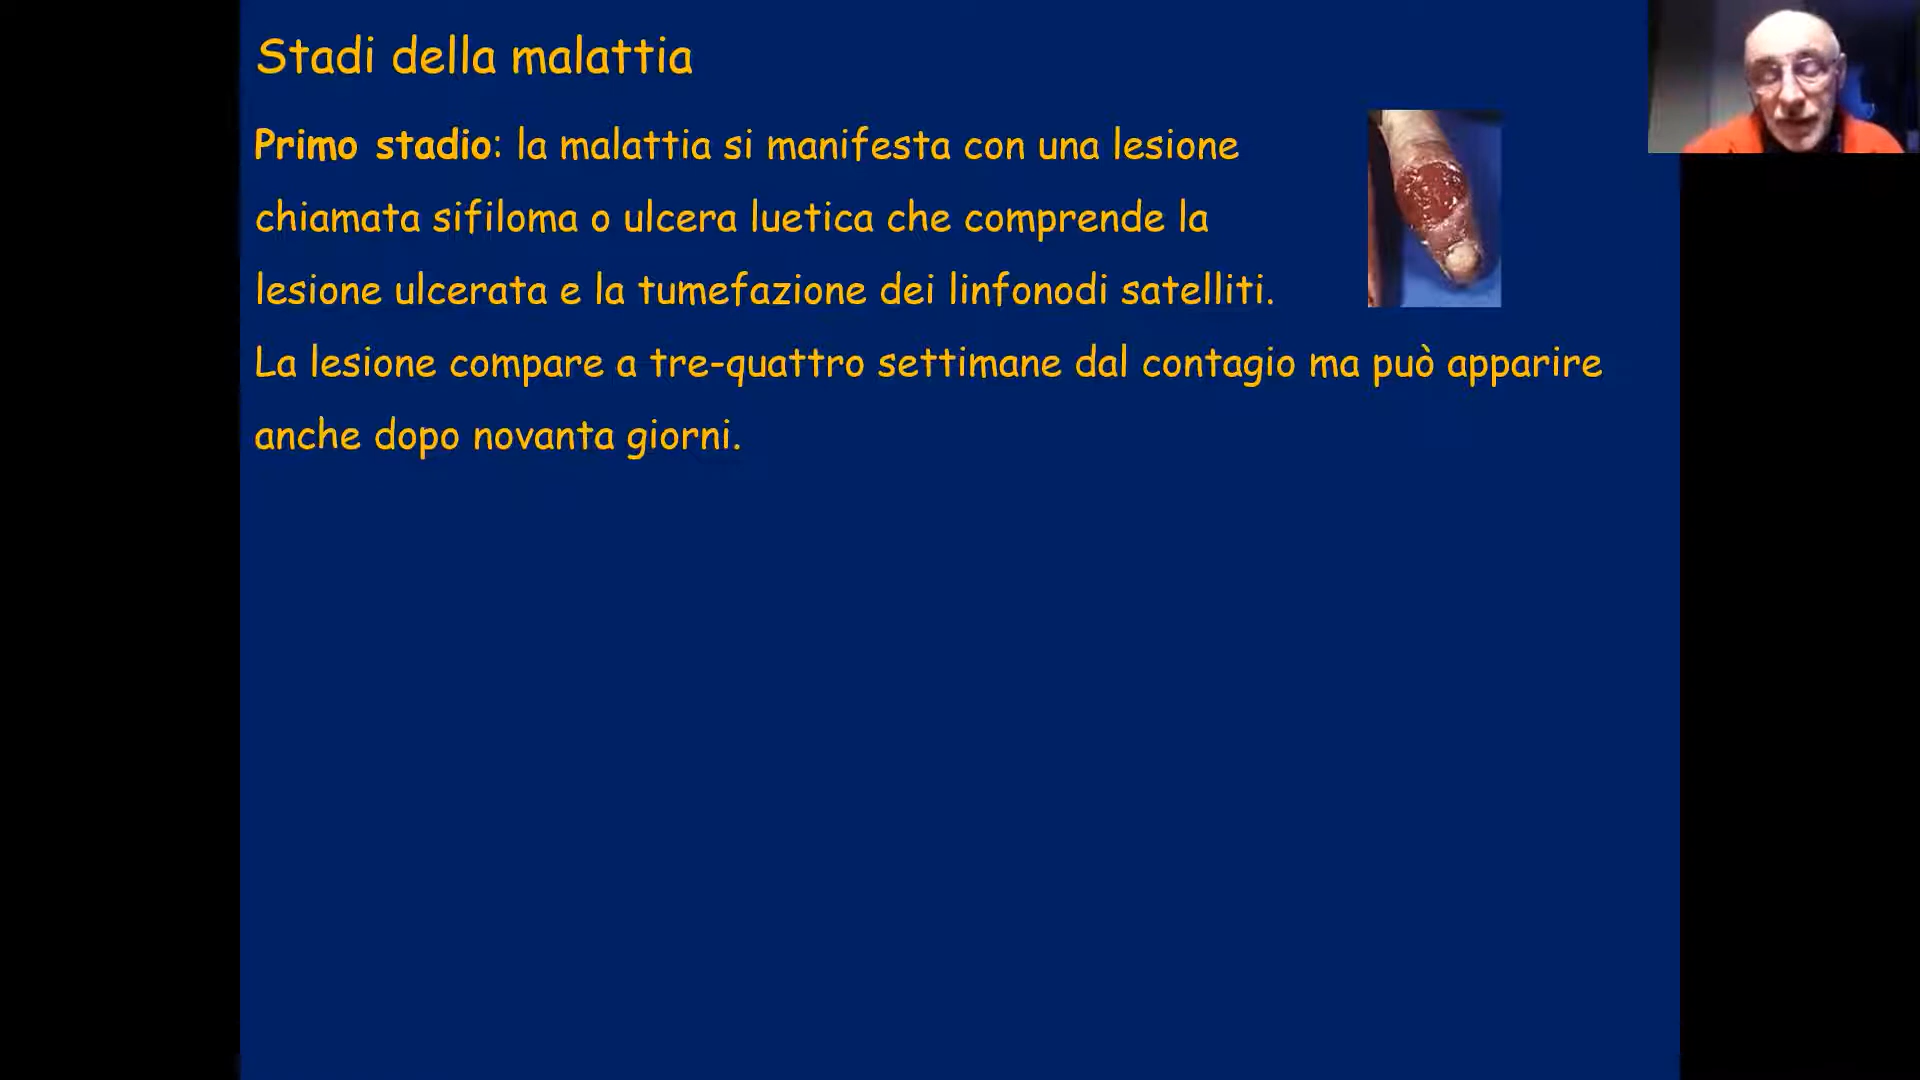 Stadi della malattia
Primo stadio: la malattia si manifesta con una lesione
chiamata sifiloma o ulcera luetica che comprende la
lesione ulcerata e la tumefazione dei linfonodi satelliti.
La lesione compare a tre-quattro settimane dal contagio ma può apparire
anche dopo novanta giorni.